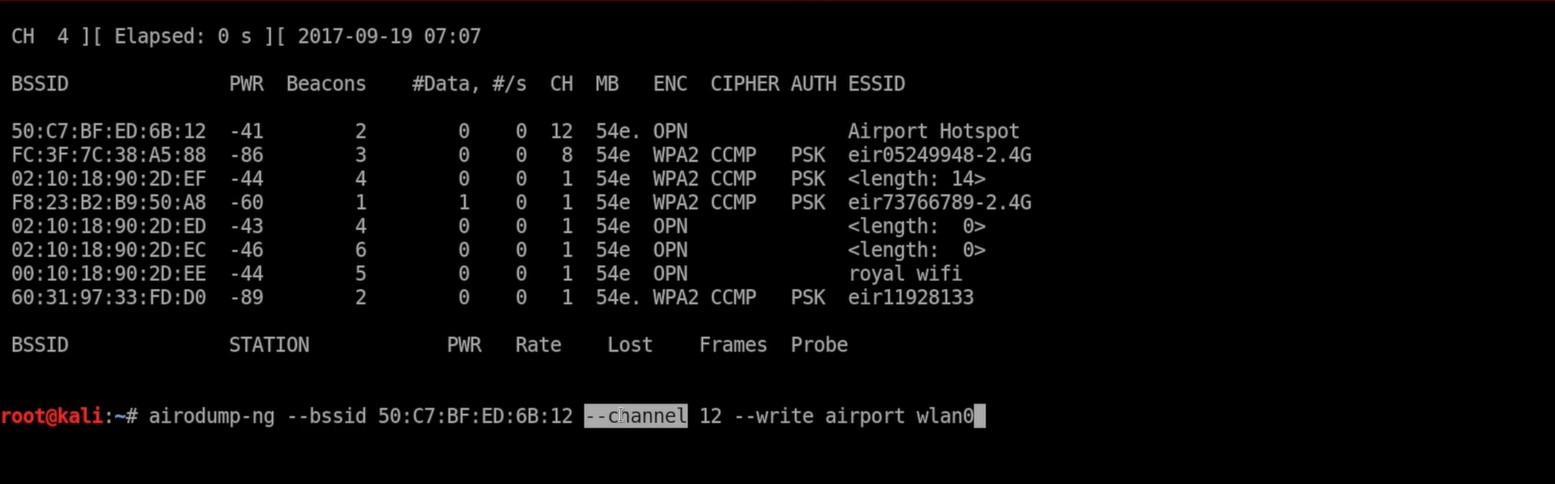 CH  4 ][ Elapsed: 0 s ][ 2017-09-19 07:07
BSSID              PWR  Beacons    #Data, #/s  CH  MB   ENC  CIPHER AUTH ESSID
50:C7:BF:ED:6B:12  -41        2        0    0  12  54e. OPN              Airport Hotspot
FC:3F:7C:38:A5:88  -86        3        0    0   8  54e  WPA2 CCMP   PSK  eir05249948-2.4G
02:10:18:90:2D:EF  -44        4        0    0   1  54e  WPA2 CCMP   PSK  <length: 14>
F8:23:B2:B9:50:A8  -60        1        1    0   1  54e  WPA2 CCMP   PSK  eir73766789-2.4G
02:10:18:90:2D:ED  -43        4        0    0   1  54e  OPN              <length:  0>
02:10:18:90:2D:EC  -46        6        0    0   1  54e  OPN              <length:  0>
00:10:18:90:2D:EE  -44        5        0    0   1  54e  OPN              royal wifi
60:31:97:33:FD:D0  -89        2        0    0   1  54e. WPA2 CCMP   PSK  eir11928133
BSSID              STATION            PWR   Rate    Lost    Frames  Probe
root@kali:~# airodump-ng --bssid 50:C7:BF:ED:6B:12 --channel 12 --write airport wlan0